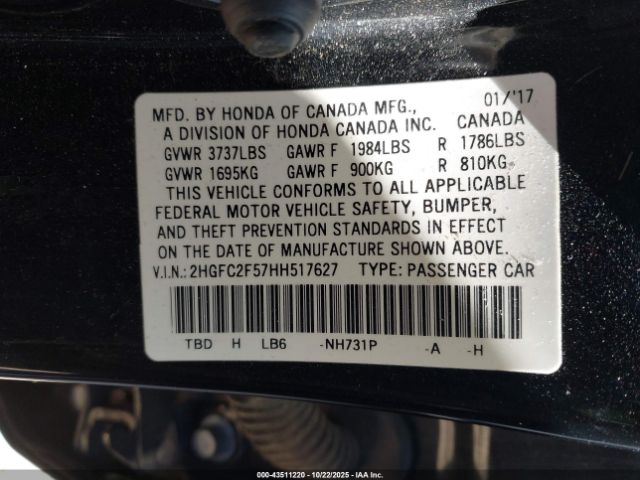 MFD. BY HONDA OF CANADA MFG., 01/'17
A DIVISION OF HONDA CANADA INC. CANADA
GVWR 3737LBS GAWR F 1984LBS R 1786LBS
GVWR 1695KG GAWR F 900KG R 810KG
THIS VEHICLE CONFORMS TO ALL APPLICABLE
FEDERAL MOTOR VEHICLE SAFETY, BUMPER,
AND THEFT PREVENTION STANDARDS IN EFFECT
ON THE DATE OF MANUFACTURE SHOWN ABOVE.
V.I.N.: 2HGFC2F57HH517627 TYPE: PASSENGER CAR
TBD H LB6 -NH731P -A -H
000-43511220 - 10/22/2025 - IAA Inc.